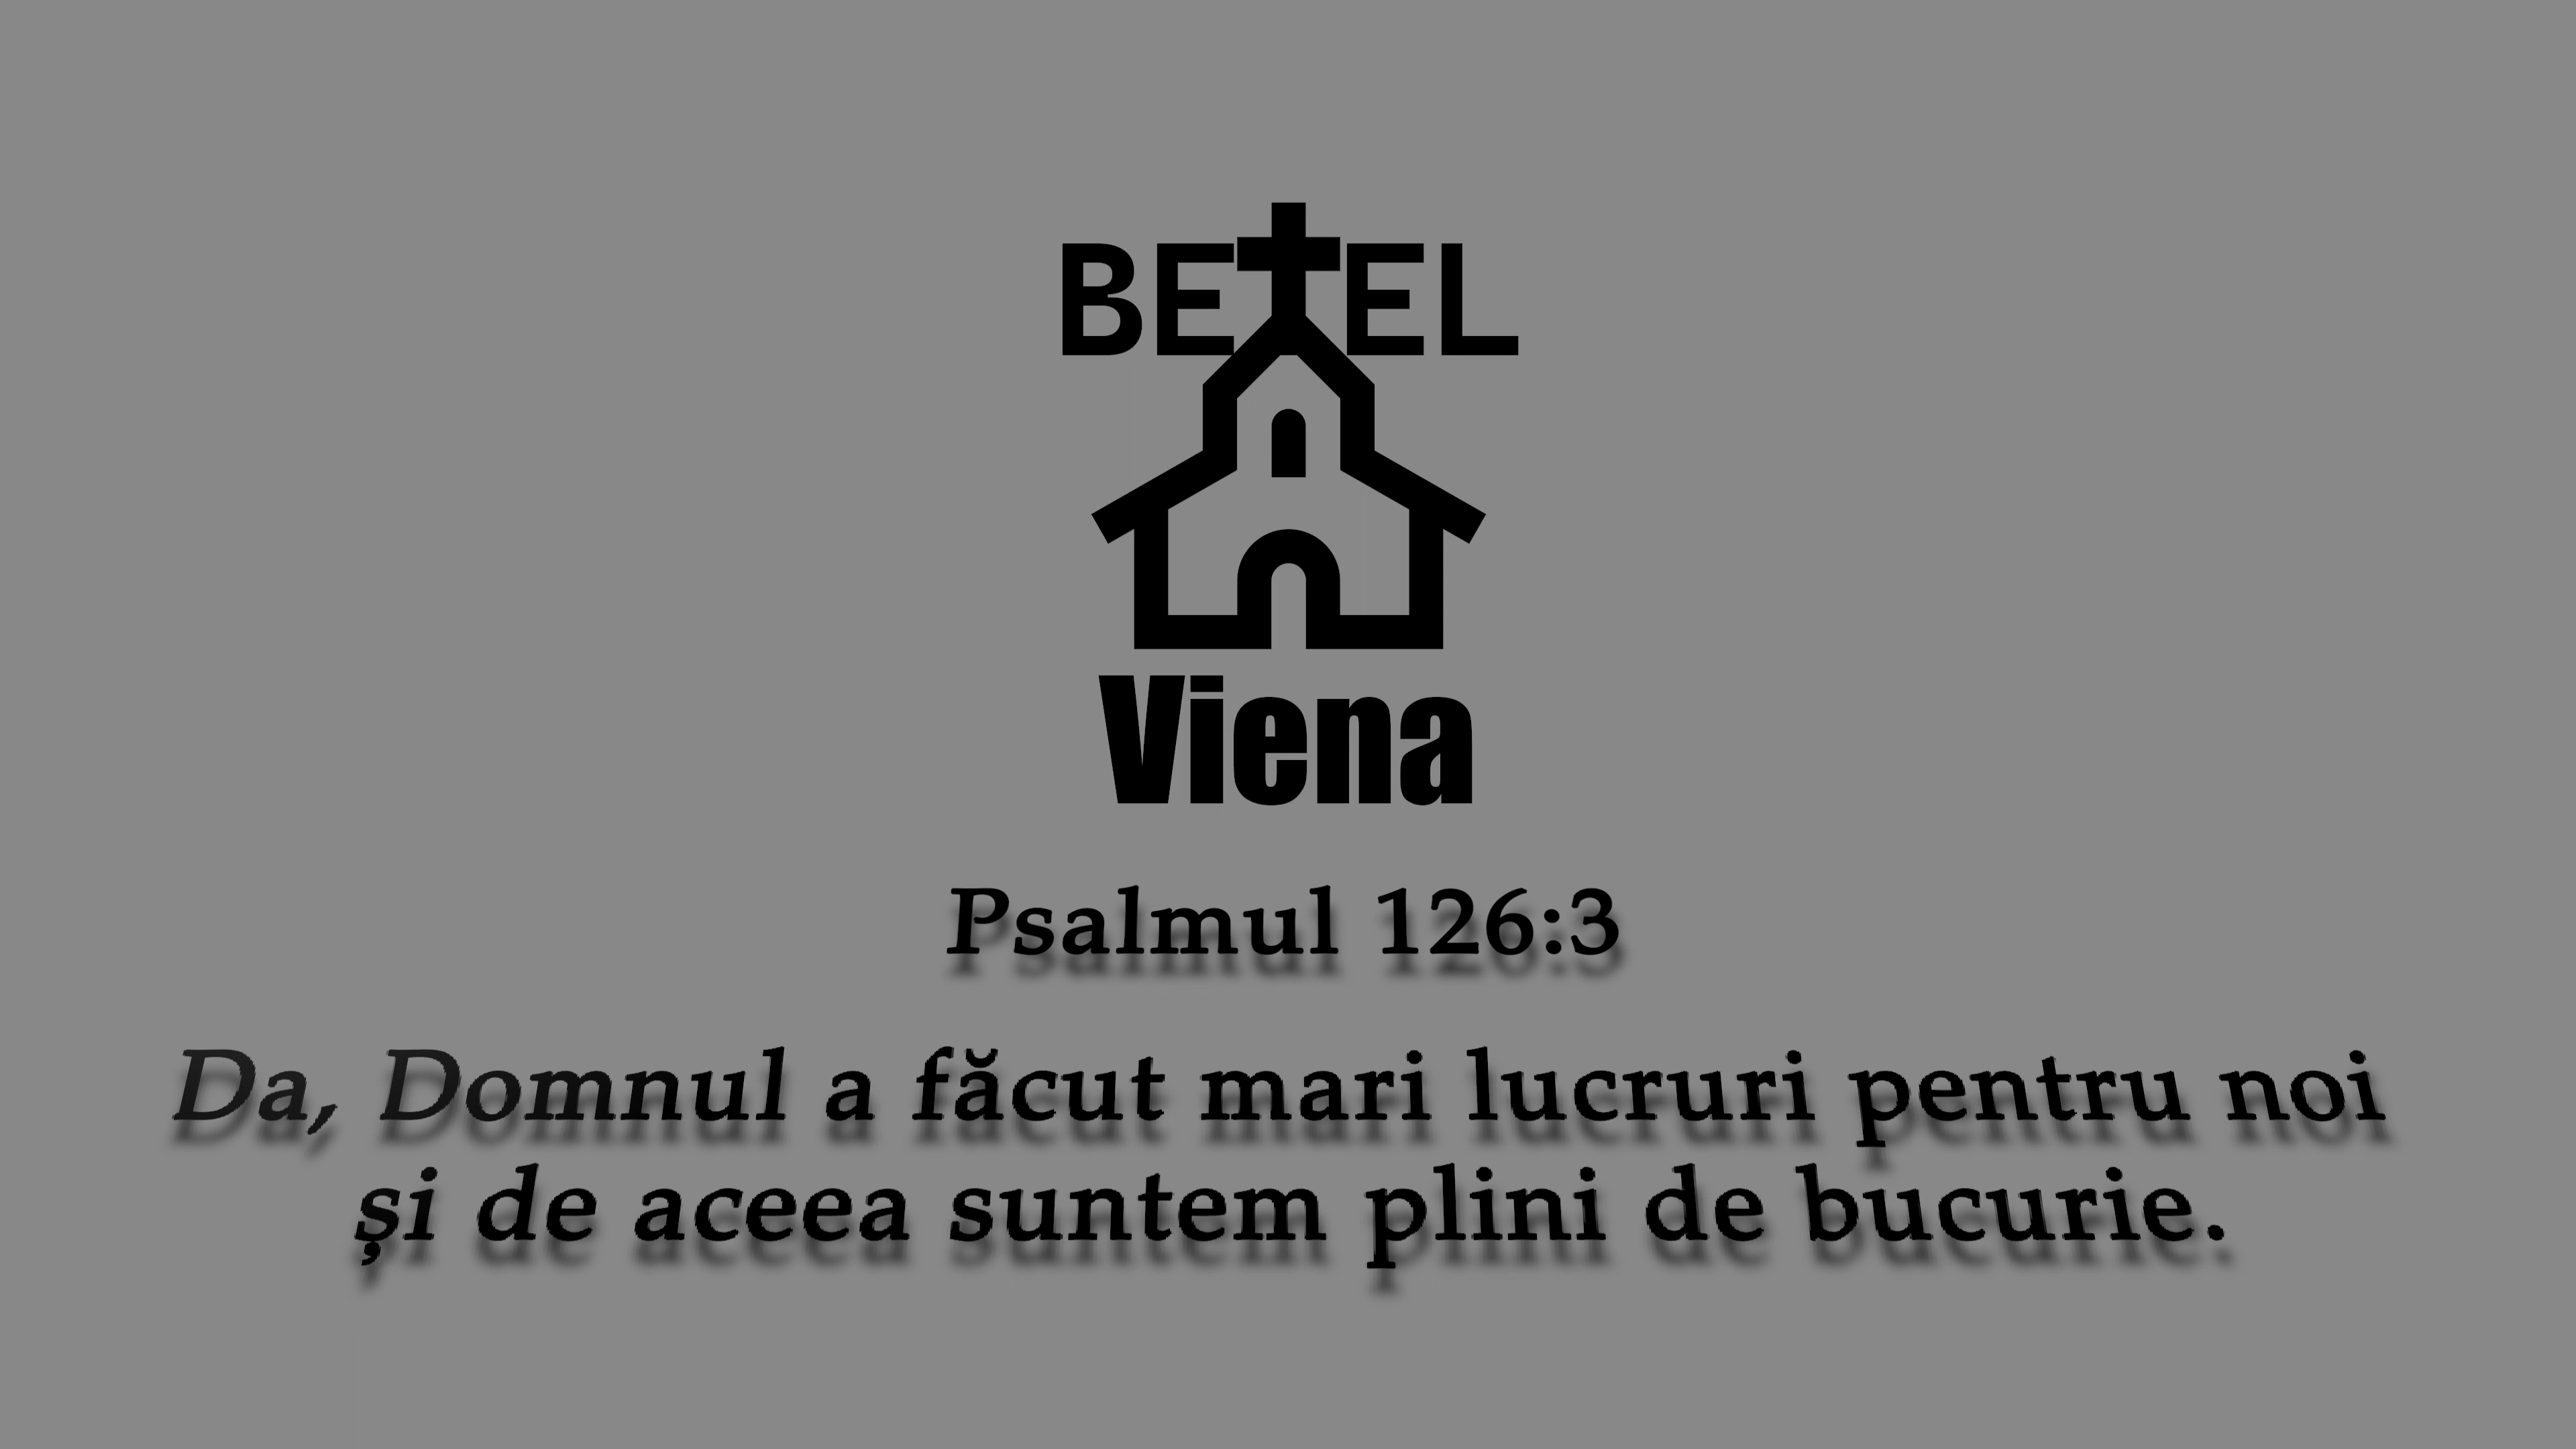 BETEL
Viena
Psalmul 126:3
Da, Domnul a făcut mari lucruri pentru noi
și de aceea suntem plini de bucurie.